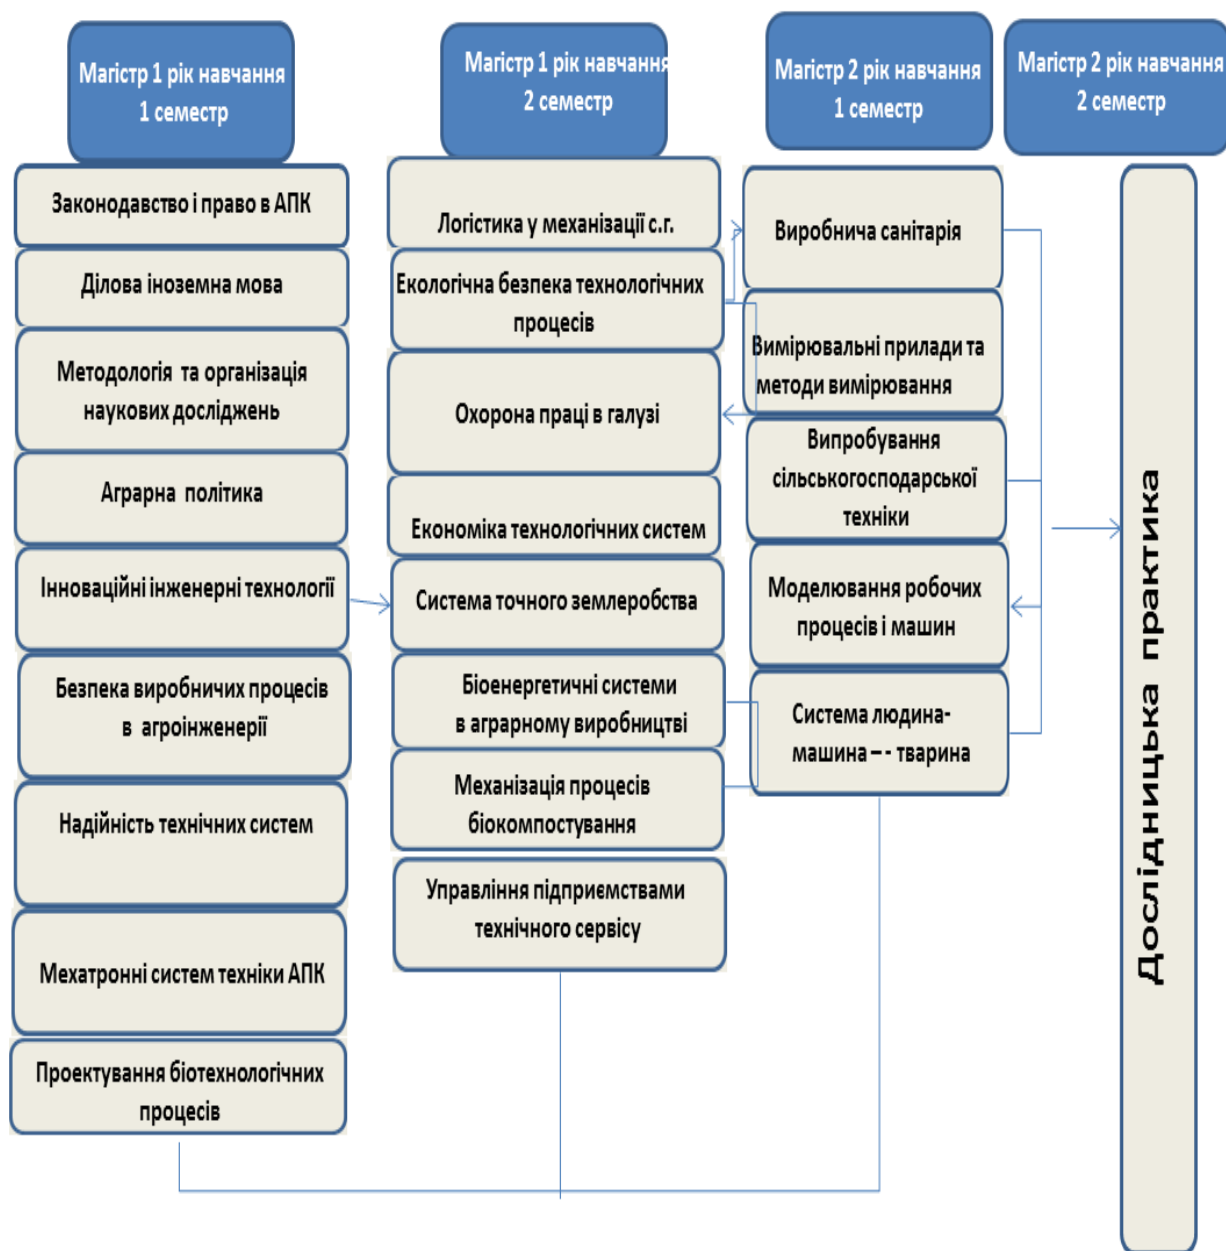 Магістр 1 рік навчання
1 семестр
Магістр 1 рік навчання
2 семестр
Магістр 2 рік навчання
1 семестр
Магістр 2 рік навчання
2 семестр
Законодавство і право в АПК
Ділова іноземна мова
Методологія та організація
наукових досліджень
Аграрна політика
Інноваційні інженерні технології
Безпека виробничих процесів
в агроінженерії
Надійність технічних систем
Мехатронні систем техніки АПК
Проектування біотехнологічних
процесів
Логістика у механізації с.г.
Екологічна безпека технологічних
процесів
Охорона праці в галузі
Економіка технологічних систем
Система точного землеробства
Біоенергетичні системи
в аграрному виробництві
Механізація процесів
біокомпостування
Управління підприємствами
технічного сервісу
Виробнича санітарія
Вимірювальні прилади та
методи вимірювання
Випробування
сільськогосподарської
техніки
Моделювання робочих
процесів і машин
Система людина-
машина –- тварина
Дослідницька практика